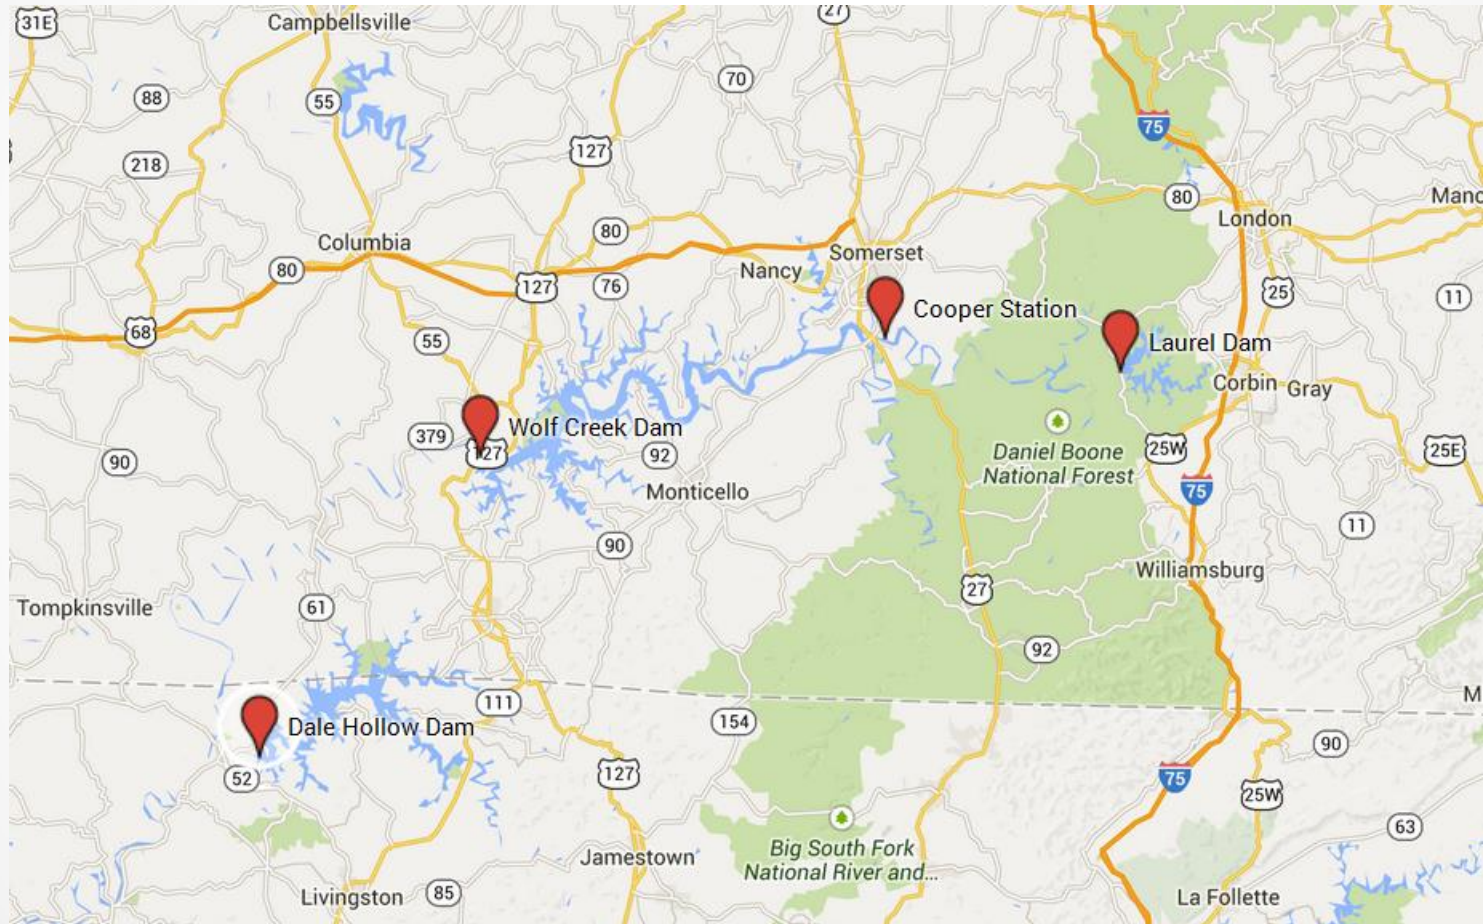 31E
Campbellsville
27
70
88
55
75
127
218
80
Manc
London
80
Columbia
Somerset
Nancy
80
127
76
25
11
Cooper Station
68
55
Laurel Dam
Corbin
Gray
Wolf Creek Dam
379
127
92
25W
25E
90
Daniel Boone
National Forest
Monticello
75
11
90
Williamsburg
27
Tompkinsville
61
92
111
M
154
Dale Hollow Dam
90
52
127
75
25W
Big South Fork
National River and...
63
Jamestown
Livingston
85
La Follette